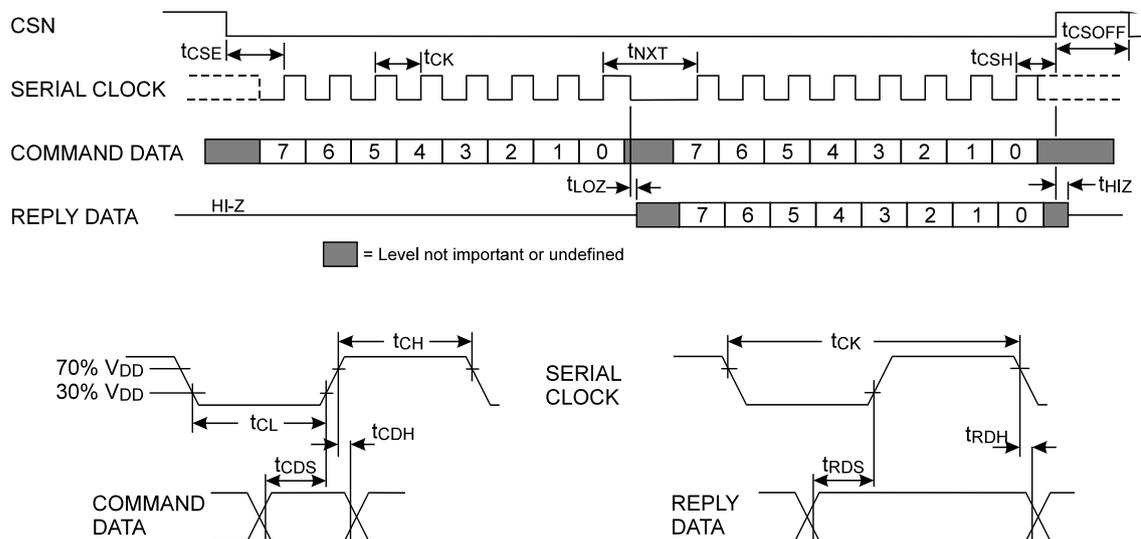 CSN
tCSE
tCK
tNXT
tCSH
tCSOFF
SERIAL CLOCK
COMMAND DATA
7 6 5 4 3 2 1 0 7 6 5 4 3 2 1 0
tLOZ
tHIZ
REPLY DATA
HI-Z
7 6 5 4 3 2 1 0
= Level not important or undefined
tCH
tCK
70% VDD
30% VDD
SERIAL
CLOCK
tCL
tCDH
tRDH
tCDS
tRDS
COMMAND
DATA
REPLY
DATA